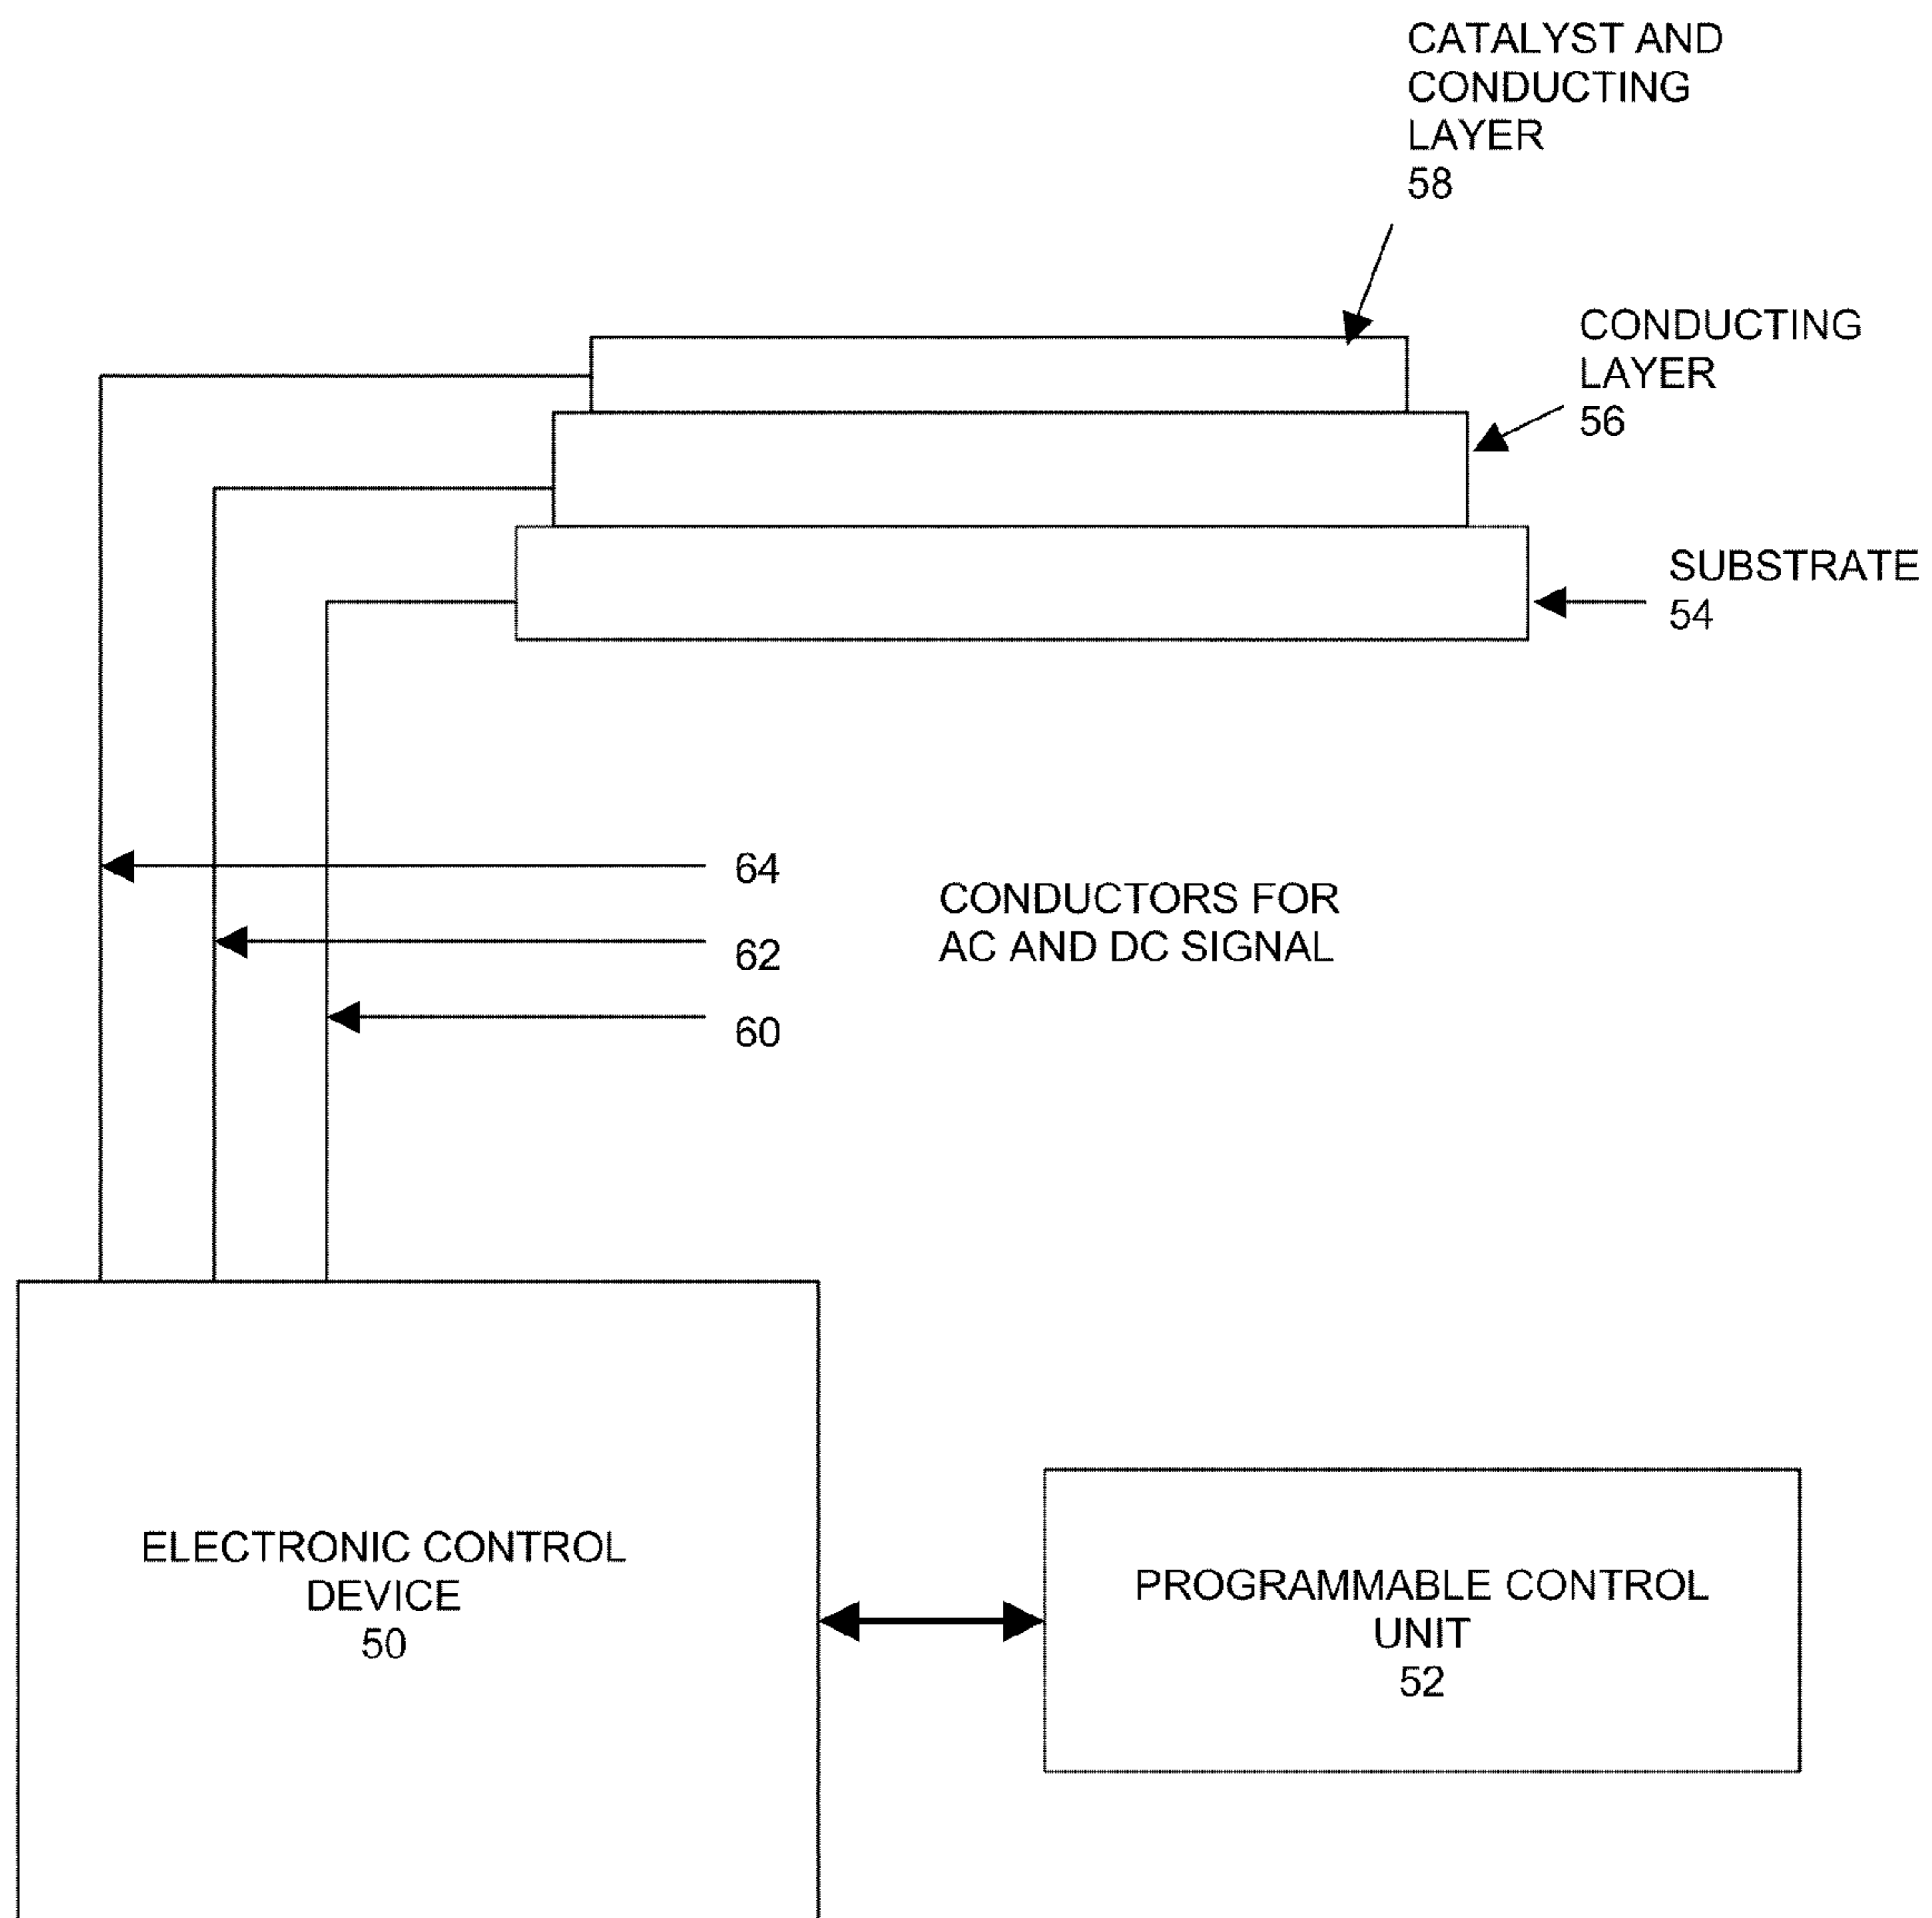 CATALYST AND
CONDUCTING
LAYER
58
CONDUCTING
LAYER
56
SUBSTRATE
54
64
62
60
CONDUCTORS FOR
AC AND DC SIGNAL
ELECTRONIC CONTROL
DEVICE
50
PROGRAMMABLE CONTROL
UNIT
52